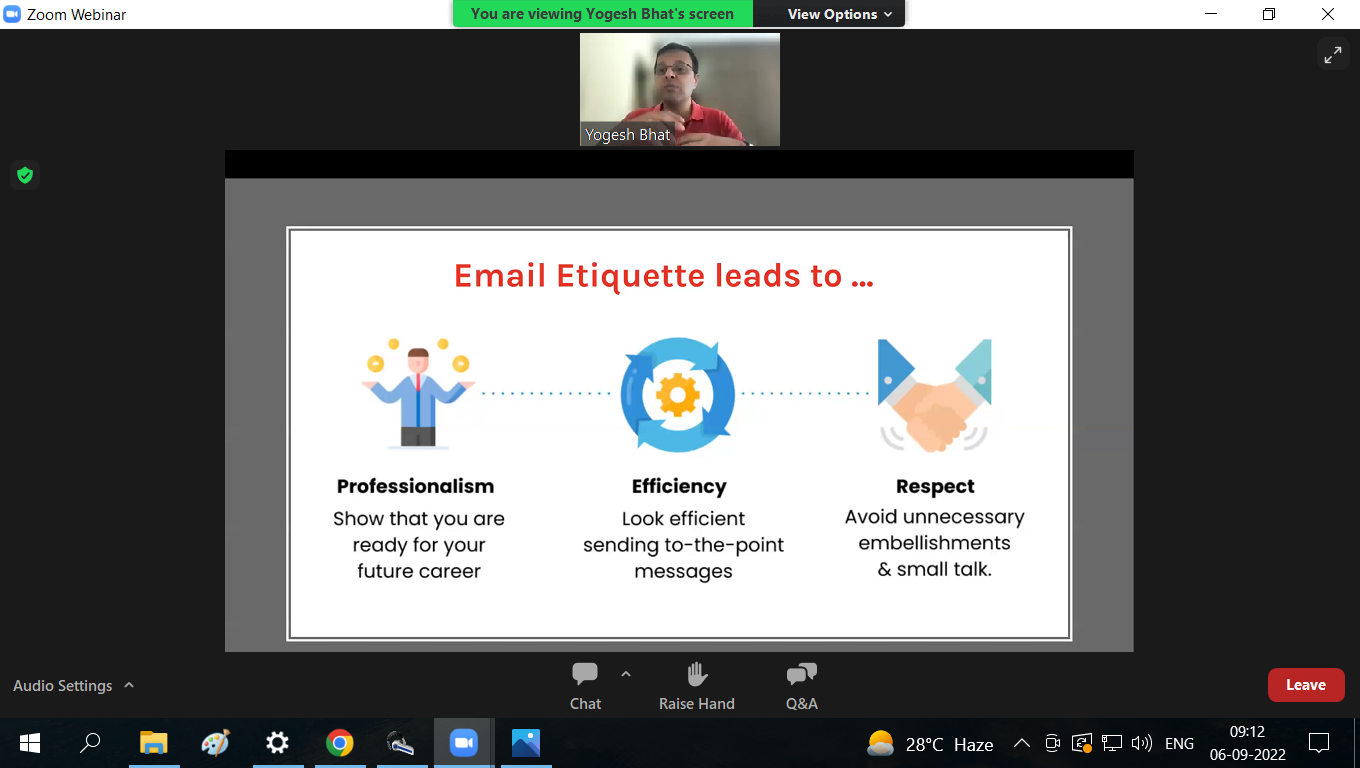 Zoom Webinar
You are viewing Yogesh Bhat's screen
View Options
Yogesh Bhat
Email Etiquette leads to ...
Professionalism
Show that you are
ready for your
future career
Efficiency
Look efficient
sending to-the-point
messages
Respect
Avoid unnecessary
embellishments
& small talk.
Audio Settings
Chat
Raise Hand
Q&A
Leave
28°C Haze
ENG
09:12
06-09-2022